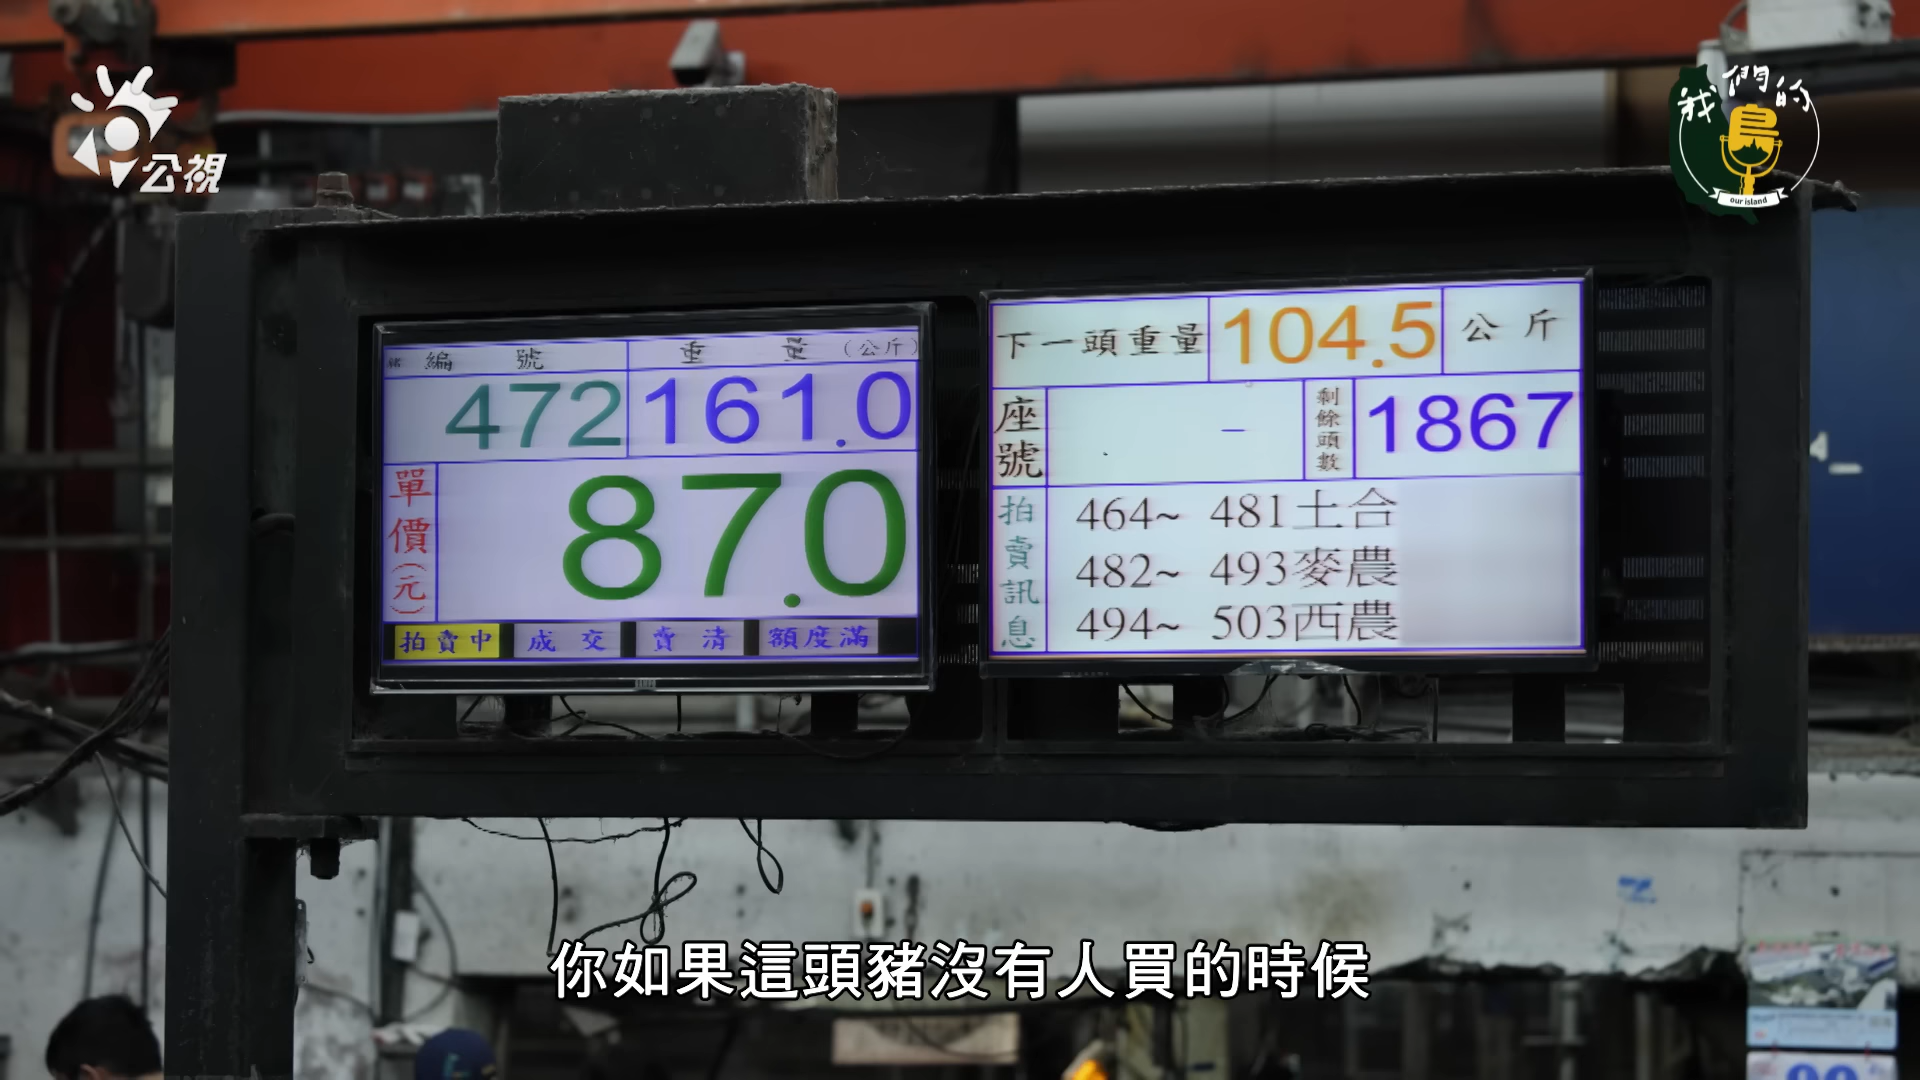 公視
我們的島
our island
豬編號 重量(公斤)
472 161.0
單價(元) 87.0
拍賣中 成交 賣清 額度滿
下一頭重量 104.5 公斤
座號 - 剩餘頭數 1867
拍賣訊息
464~ 481土合
482~ 493麥農
494~ 503西農
你如果這頭豬沒有人買的時候